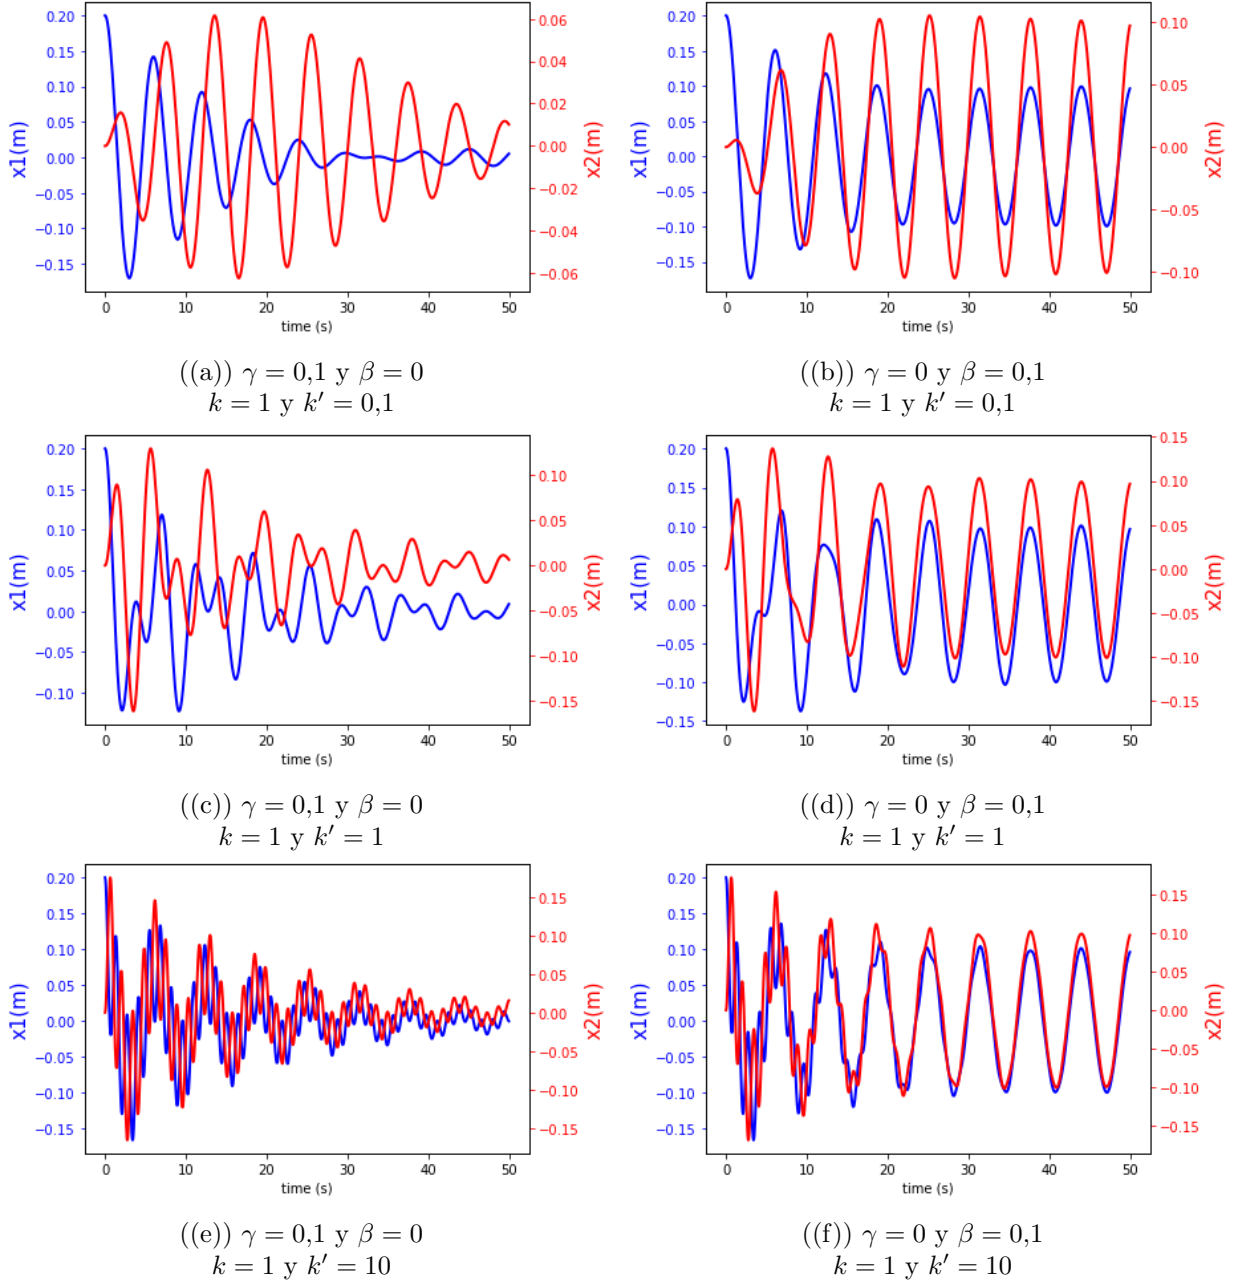 0.20
0.15
0.10
0.05
0.00
−0.05
−0.10
−0.15
x1(m)
0.06
0.04
0.02
0.00
−0.02
−0.04
−0.06
x2(m)
0 10 20 30 40 50
time (s)
((a)) γ = 0,1 y β = 0
k = 1 y k′ = 0,1
0.20
0.15
0.10
0.05
0.00
−0.05
−0.10
−0.15
x1(m)
0.10
0.05
0.00
−0.05
−0.10
x2(m)
0 10 20 30 40 50
time (s)
((b)) γ = 0 y β = 0,1
k = 1 y k′ = 0,1
0.20
0.15
0.10
0.05
0.00
−0.05
−0.10
x1(m)
0.10
0.05
0.00
−0.05
−0.10
−0.15
x2(m)
0 10 20 30 40 50
time (s)
((c)) γ = 0,1 y β = 0
k = 1 y k′ = 1
0.20
0.15
0.10
0.05
0.00
−0.05
−0.10
−0.15
x1(m)
0.15
0.10
0.05
0.00
−0.05
−0.10
−0.15
x2(m)
0 10 20 30 40 50
time (s)
((d)) γ = 0 y β = 0,1
k = 1 y k′ = 1
0.20
0.15
0.10
0.05
0.00
−0.05
−0.10
−0.15
x1(m)
0.15
0.10
0.05
0.00
−0.05
−0.10
−0.15
x2(m)
0 10 20 30 40 50
time (s)
((e)) γ = 0,1 y β = 0
k = 1 y k′ = 10
0.20
0.15
0.10
0.05
0.00
−0.05
−0.10
−0.15
x1(m)
0.15
0.10
0.05
0.00
−0.05
−0.10
−0.15
x2(m)
0 10 20 30 40 50
time (s)
((f)) γ = 0 y β = 0,1
k = 1 y k′ = 10